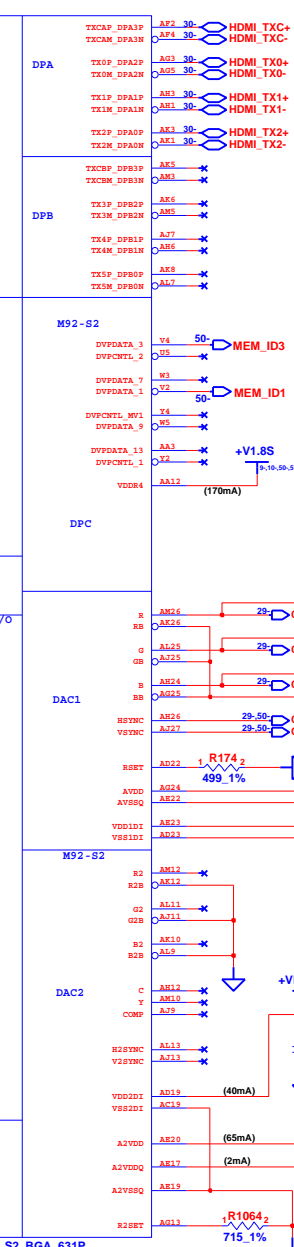 TXCAP_DPA3P AF2 30- HDMI_TXC+
TXCAM_DPA3N AF4 30- HDMI_TXC-
DPA
TX0P_DPA2P AG3 30- HDMI_TX0+
TX0M_DPA2N AG5 30- HDMI_TX0-
TX1P_DPA1P AH3 30- HDMI_TX1+
TX1M_DPA1N AH1 30- HDMI_TX1-
TX2P_DPA0P AK3 30- HDMI_TX2+
TX2M_DPA0N AK1 30- HDMI_TX2-
TXCBP_DPB3P AK5
TXCBM_DPB3N AM3
DPB
TX3P_DPB2P AK6
TX3M_DPB2N AM5
TX4P_DPB1P AJ7
TX4M_DPB1N AH6
TX5P_DPB0P AK8
TX5M_DPB0N AL7
M92-S2
DVPDATA_3 V4 50- MEM_ID3
DVPCNTL_2 U5
DVPDATA_7 W3
DVPDATA_1 V2 50- MEM_ID1
DVPCNTL_MV1 Y4
DVPDATA_9 W5
DVPDATA_13 AA3
DVPCNTL_1 Y2
+V1.8S
VDDR4 AA12 (170mA)
DPC
R AM26 29-
RB AK26
G AL25 29-
GB AJ25
B AH24 29-
BB AG25
DAC1
HSYNC AH26 29-,50-
VSYNC AJ27 29-,50-
RSET AD22 1 R174 2
499_1%
AVDD AG24
AVSSQ AE22
VDD1DI AE23
VSS1DI AD23
M92-S2
R2 AM12
R2B AK12
G2 AL11
G2B AJ11
B2 AK10
B2B AL9
DAC2
C AH12
Y AM10
COMP AJ9
H2SYNC AL13
V2SYNC AJ13
VDD2DI AD19 (40mA)
VSS2DI AC19
A2VDD AE20 (65mA)
A2VDDQ AE17 (2mA)
A2VSSQ AE19
R2SET AG13 1 R1064 2
715_1%
S2_BGA_631P